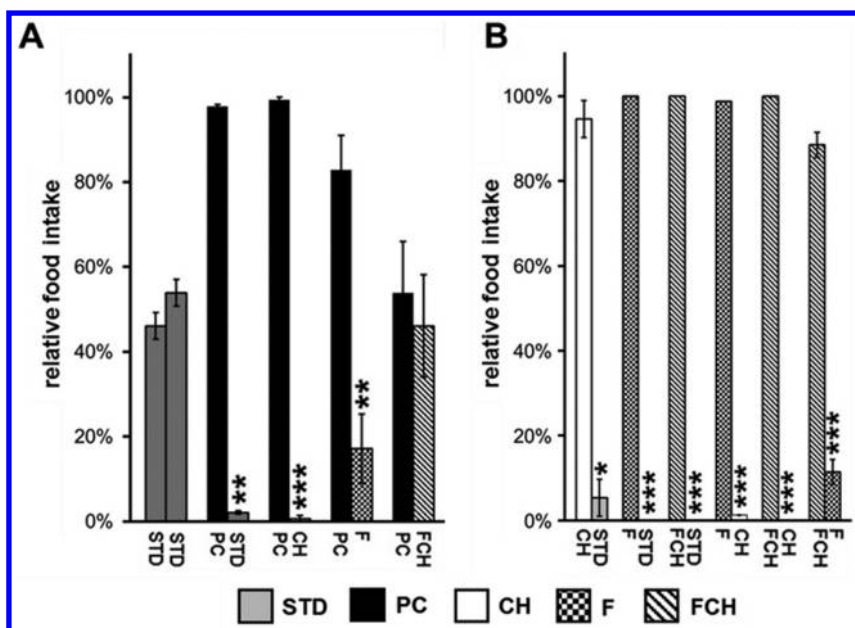 A
relative food intake
100%
80%
60%
40%
20%
0%
**
***
**
STD
STD
PC
STD
PC
CH
PC
F
PC
FCH
B
relative food intake
100%
80%
60%
40%
20%
0%
*
***
***
***
***
***
CH
STD
F
STD
FCH
STD
F
CH
FCH
CH
FCH
F
STD PC CH F FCH